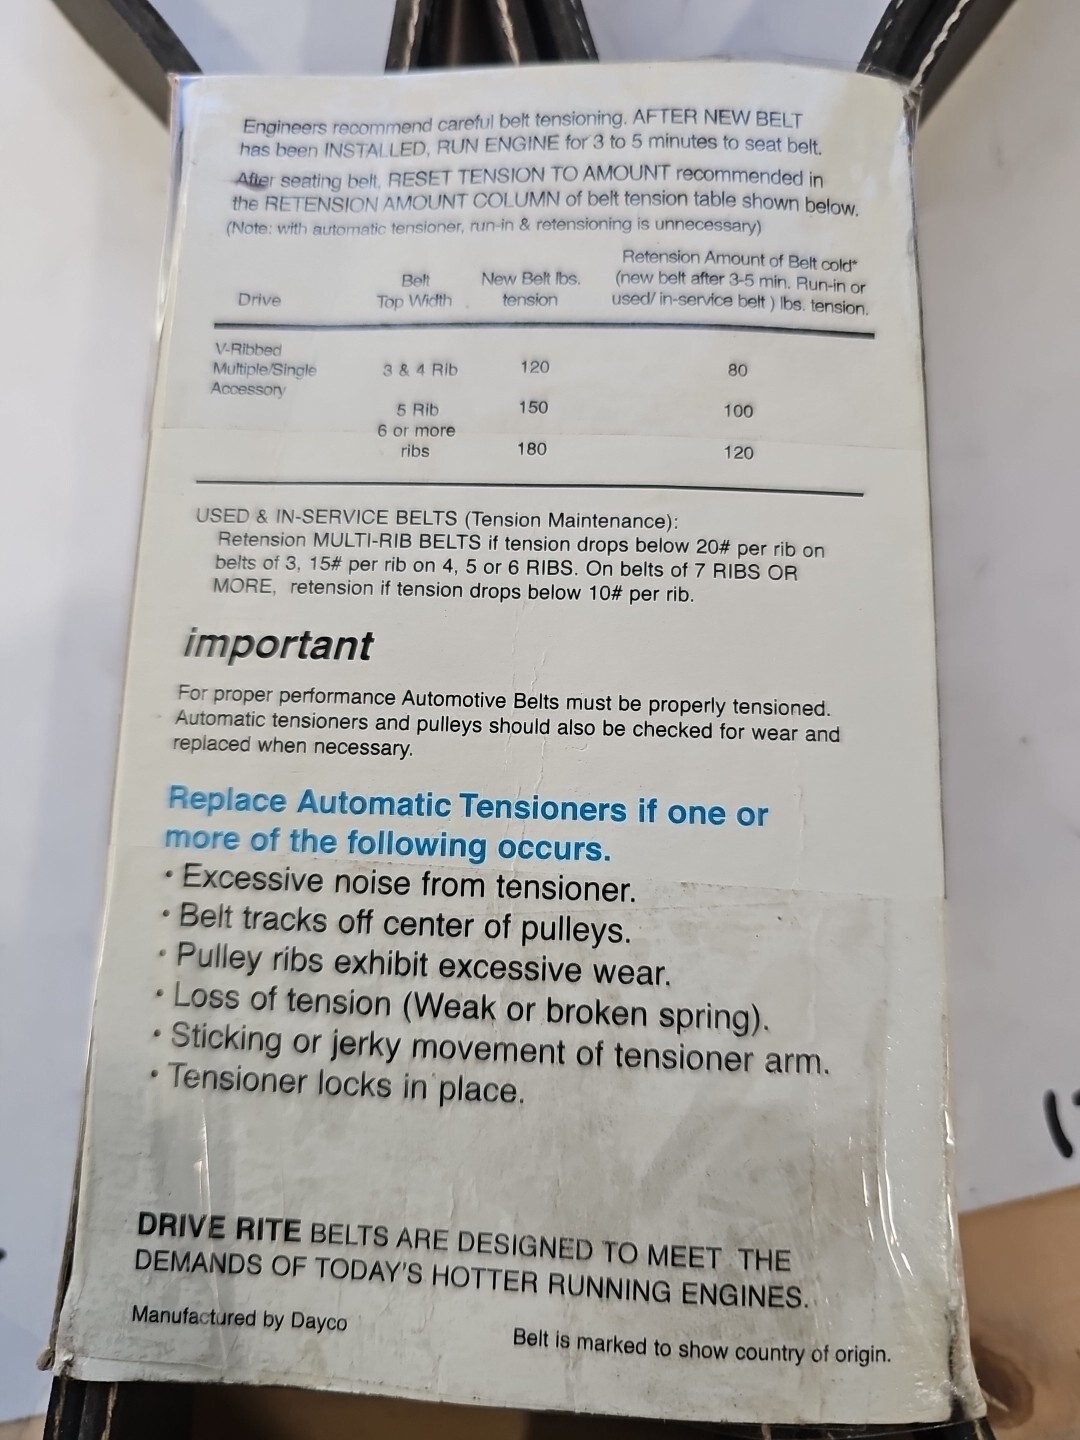 Engineers recommend careful belt tensioning. AFTER NEW BELT
has been INSTALLED, RUN ENGINE for 3 to 5 minutes to seat belt.
After seating belt, RESET TENSION TO AMOUNT recommended in
the RETENSION AMOUNT COLUMN of belt tension table shown below.
(Note: with automatic tensioner, run-in & retensioning is unnecessary)
Drive
Belt
Top Width
New Belt lbs.
tension
Retension Amount of Belt cold*
(new belt after 3-5 min. Run-in or
used/ in-service belt ) lbs. tension.
V-Ribbed
Multiple/Single
Accessory
3 & 4 Rib 120 80
5 Rib 150 100
6 or more
ribs 180 120
USED & IN-SERVICE BELTS (Tension Maintenance):
Retension MULTI-RIB BELTS if tension drops below 20# per rib on
belts of 3, 15# per rib on 4, 5 or 6 RIBS. On belts of 7 RIBS OR
MORE, retension if tension drops below 10# per rib.
important
For proper performance Automotive Belts must be properly tensioned.
Automatic tensioners and pulleys should also be checked for wear and
replaced when necessary.
Replace Automatic Tensioners if one or
more of the following occurs.
• Excessive noise from tensioner.
• Belt tracks off center of pulleys.
• Pulley ribs exhibit excessive wear.
• Loss of tension (Weak or broken spring).
• Sticking or jerky movement of tensioner arm.
• Tensioner locks in place.
DRIVE RITE BELTS ARE DESIGNED TO MEET THE
DEMANDS OF TODAY'S HOTTER RUNNING ENGINES.
Manufactured by Dayco
Belt is marked to show country of origin.